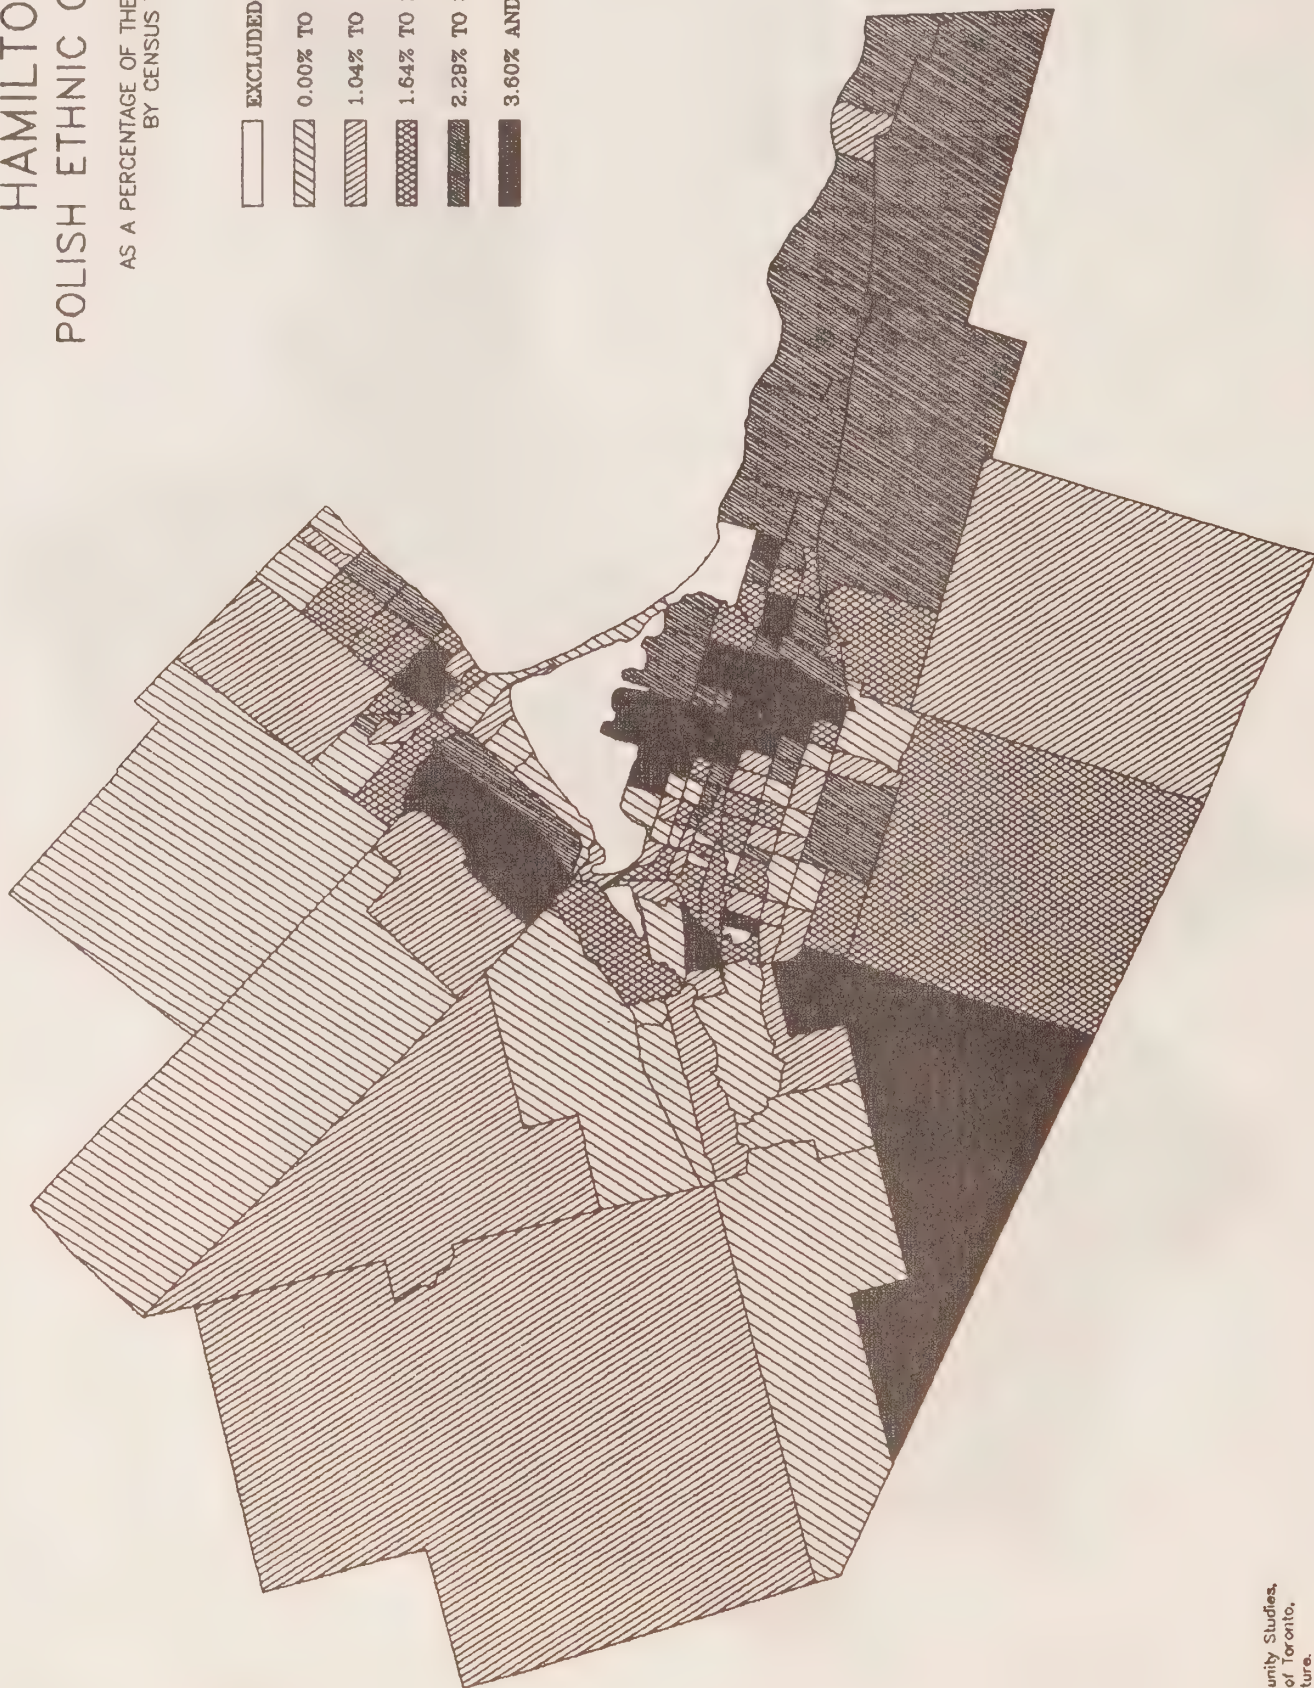 HAMILTO
POLISH ETHNIC
AS A PERCENTAGE OF THE
BY CENSUS
EXCLUDED
0.00% TO
1.04% TO
1.64% TO
2.28% TO
3.60% AND
unity Studies,
of Toronto,
ture.